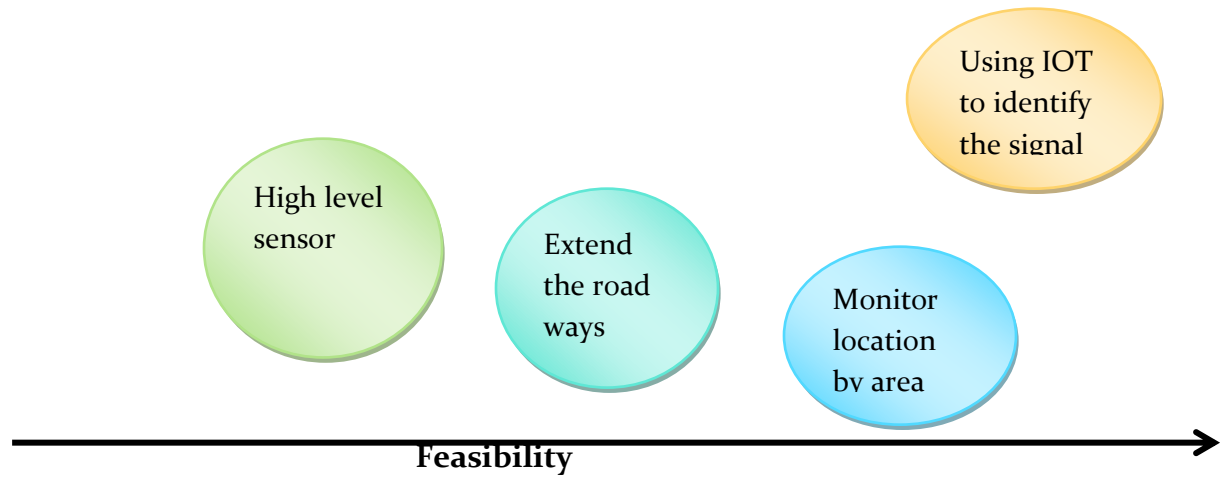 Using IOT
to identify
the signal
High level
sensor
Extend
the road
ways
Monitor
location
by area
Feasibility